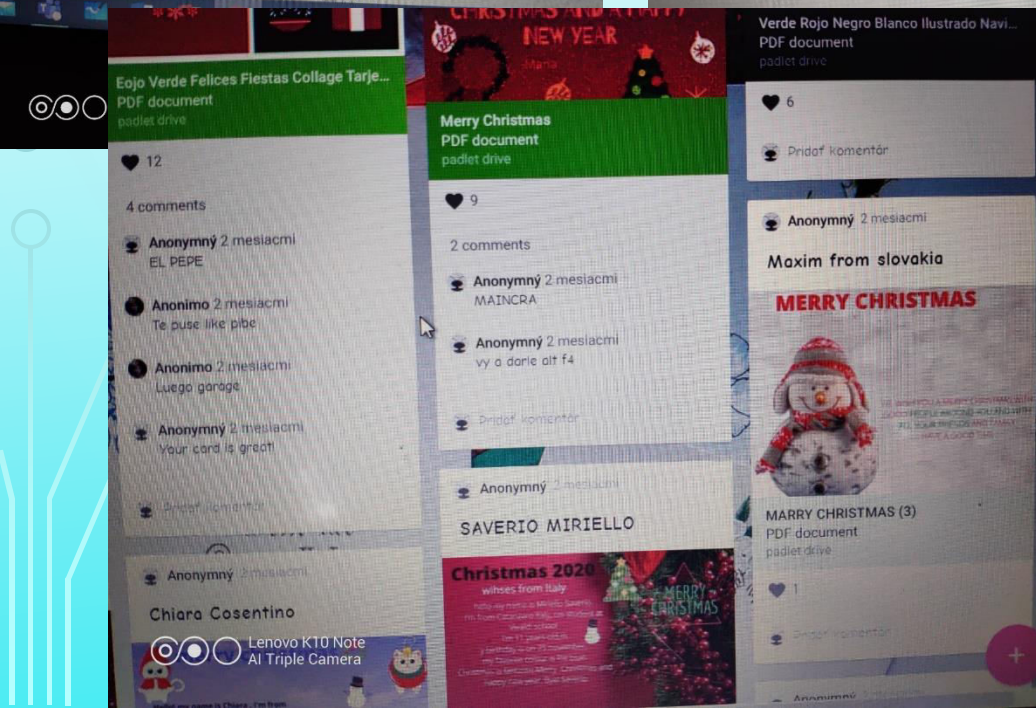 Eojo Verde Felices Fiestas Collage Tarje...
PDF document
padlet drive
12
4 comments
Anonymný 2 mesiacmi
EL PEPE
Anonimo 2 mesiacmi
Te puse like pibe
Anonimo 2 mesiacmi
Luego garage
Anonymný 2 mesiacmi
Your card is great!
Pridať komentár
Anonymný 2 mesiacmi
Chiara Cosentino
Lenovo K10 Note
AI Triple Camera
CHRISTMAS AND A HAPPY
NEW YEAR
-Maria
Merry Christmas
PDF document
padlet drive
9
2 comments
Anonymný 2 mesiacmi
MAINCRA
Anonymný 2 mesiacmi
vy a darle alt f4
Pridať komentár
Anonymný 2 mesiacmi
SAVERIO MIRIELLO
Christmas 2020
wihses from Italy
MERRY
CHRISTMAS
Verde Rojo Negro Blanco Ilustrado Navi...
PDF document
padlet drive
6
Pridať komentár
Anonymný 2 mesiacmi
Maxim from slovakia
MERRY CHRISTMAS
MARRY CHRISTMAS (3)
PDF document
padlet drive
1
Pridať komentár
Anonymný